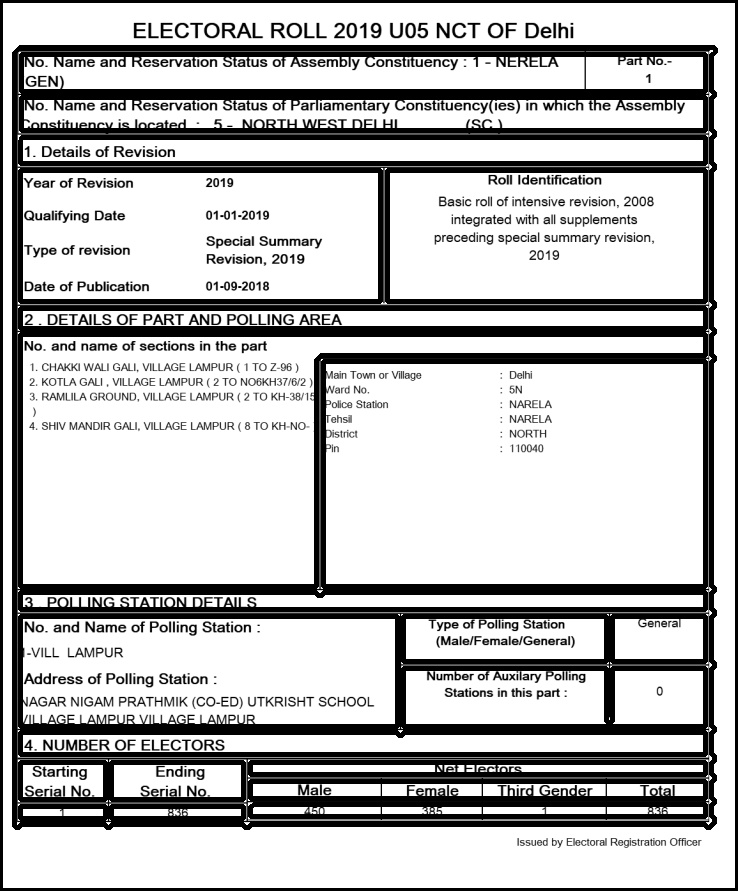 ELECTORAL ROLL 2019 U05 NCT OF Delhi
No. Name and Reservation Status of Assembly Constituency : 1 - NERELA
GEN)
Part No.-
1
No. Name and Reservation Status of Parliamentary Constituency(ies) in which the Assembly
Constituency is located : 5 - NORTH WEST DELHI (SC )
1. Details of Revision
Year of Revision 2019
Qualifying Date 01-01-2019
Type of revision Special Summary
Revision, 2019
Date of Publication 01-09-2018
Roll Identification
Basic roll of intensive revision, 2008
integrated with all supplements
preceding special summary revision,
2019
2 . DETAILS OF PART AND POLLING AREA
No. and name of sections in the part
1. CHAKKI WALI GALI, VILLAGE LAMPUR ( 1 TO Z-96 )
2. KOTLA GALI , VILLAGE LAMPUR ( 2 TO NO6KH37/6/2 )
3. RAMLILA GROUND, VILLAGE LAMPUR ( 2 TO KH-38/15
)
4. SHIV MANDIR GALI, VILLAGE LAMPUR ( 8 TO KH-NO-
Main Town or Village : Delhi
Ward No. : 5N
Police Station : NARELA
Tehsil : NARELA
District : NORTH
Pin : 110040
3 . POLLING STATION DETAILS
No. and Name of Polling Station :
1-VILL LAMPUR
Address of Polling Station :
NAGAR NIGAM PRATHMIK (CO-ED) UTKRISHT SCHOOL
VILLAGE LAMPUR VILLAGE LAMPUR
Type of Polling Station
(Male/Female/General)
General
Number of Auxilary Polling
Stations in this part :
0
4. NUMBER OF ELECTORS
Starting
Serial No.
Ending
Serial No.
Net Electors
Male Female Third Gender Total
1 836 450 385 1 836
Issued by Electoral Registration Officer